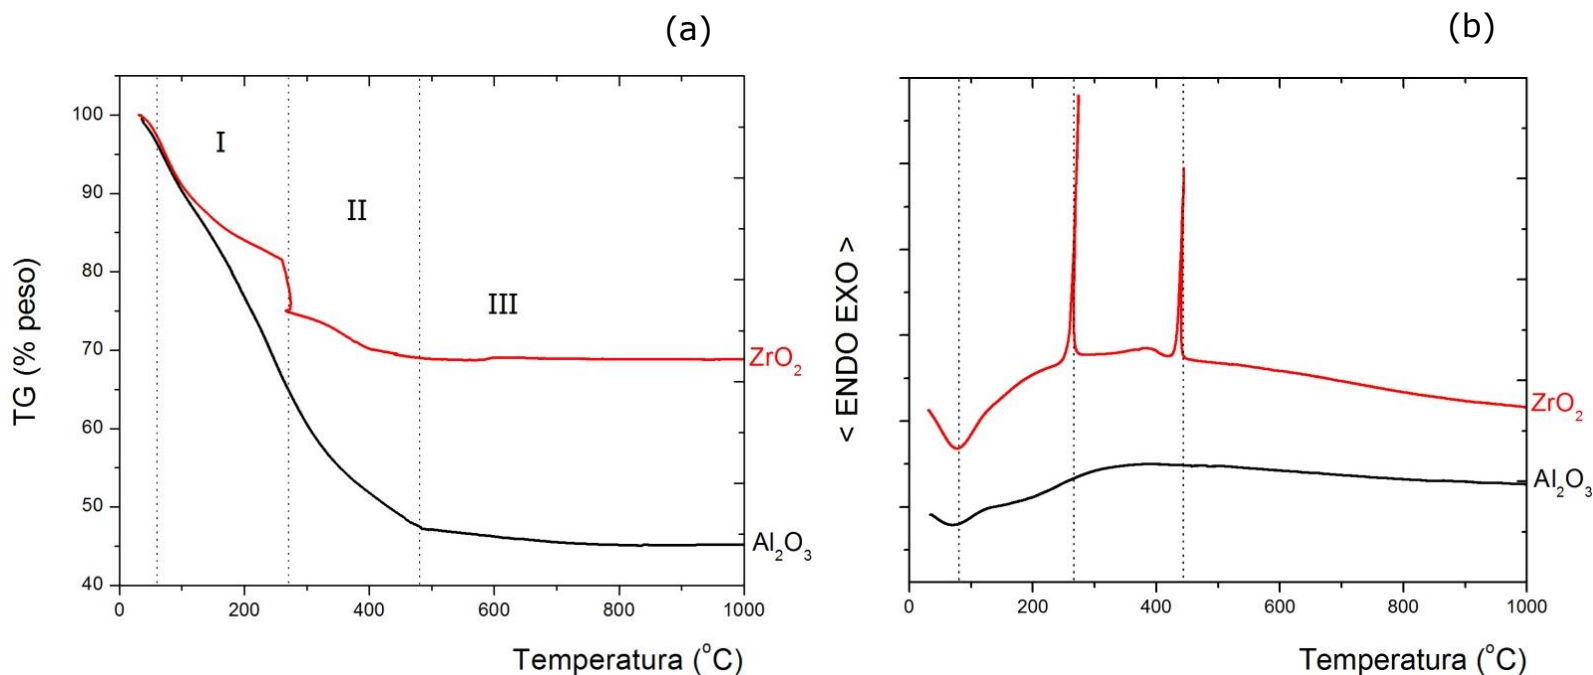 (a)
TG (% peso)
100
90
80
70
60
50
40
I
II
III
ZrO2
Al2O3
0 200 400 600 800 1000
Temperatura (°C)
(b)
< ENDO EXO >
ZrO2
Al2O3
0 200 400 600 800 1000
Temperatura (°C)